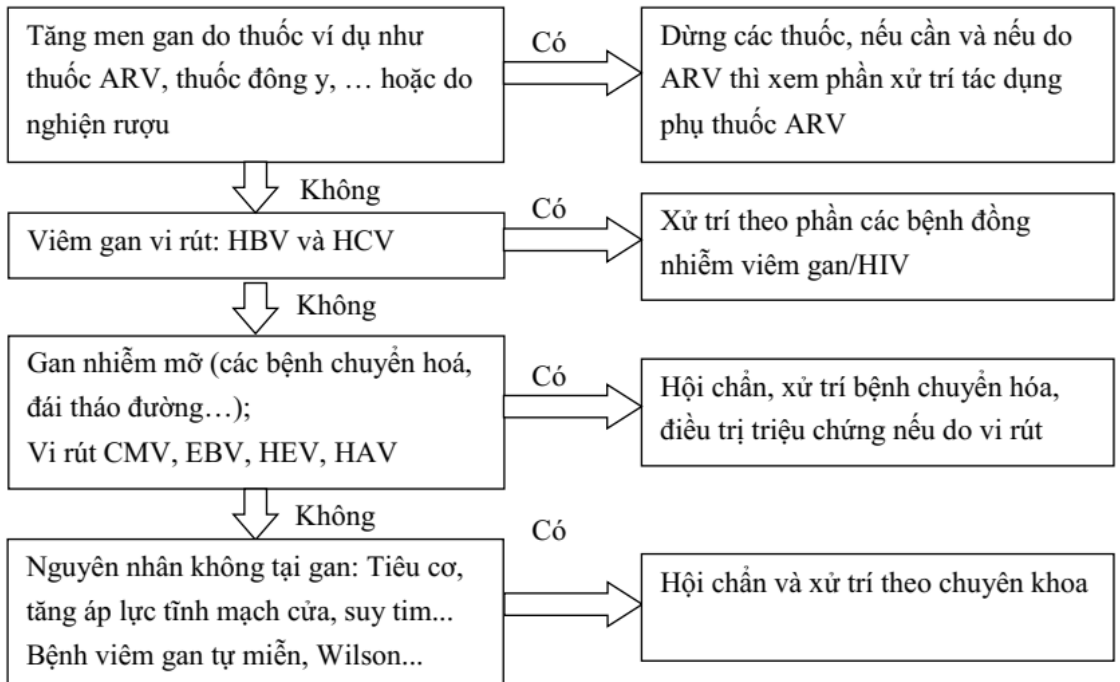 Tăng men gan do thuốc ví dụ như
thuốc ARV, thuốc đông y, … hoặc do
nghiện rượu
Có
Dừng các thuốc, nếu cần và nếu do
ARV thì xem phần xử trí tác dụng
phụ thuốc ARV
Không
Viêm gan vi rút: HBV và HCV
Có
Xử trí theo phần các bệnh đồng
nhiễm viêm gan/HIV
Không
Gan nhiễm mỡ (các bệnh chuyển hoá,
đái tháo đường…);
Vi rút CMV, EBV, HEV, HAV
Có
Hội chẩn, xử trí bệnh chuyển hóa,
điều trị triệu chứng nếu do vi rút
Không
Nguyên nhân không tại gan: Tiêu cơ,
tăng áp lực tĩnh mạch cửa, suy tim...
Bệnh viêm gan tự miễn, Wilson...
Có
Hội chẩn và xử trí theo chuyên khoa